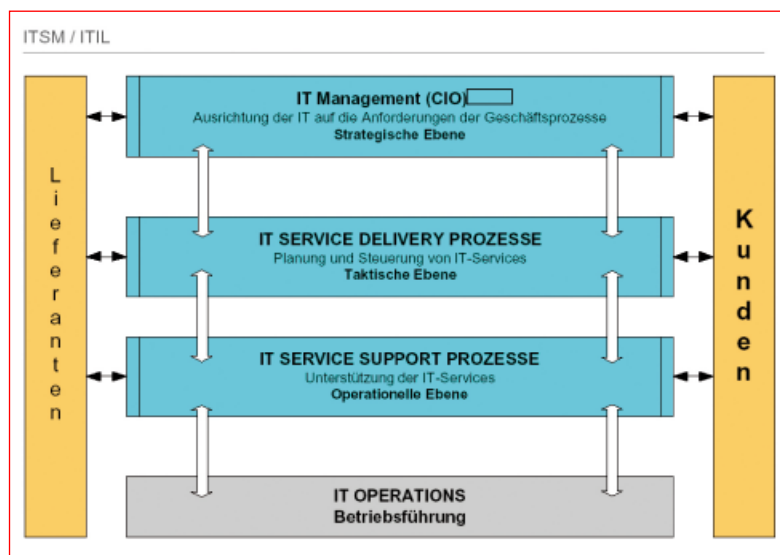 ITSM / ITIL
Lieferanten
IT Management (CIO)
Ausrichtung der IT auf die Anforderungen der Geschäftsprozesse
Strategische Ebene
IT SERVICE DELIVERY PROZESSE
Planung und Steuerung von IT-Services
Taktische Ebene
IT SERVICE SUPPORT PROZESSE
Unterstützung der IT-Services
Operationelle Ebene
IT OPERATIONS
Betriebsführung
Kunden